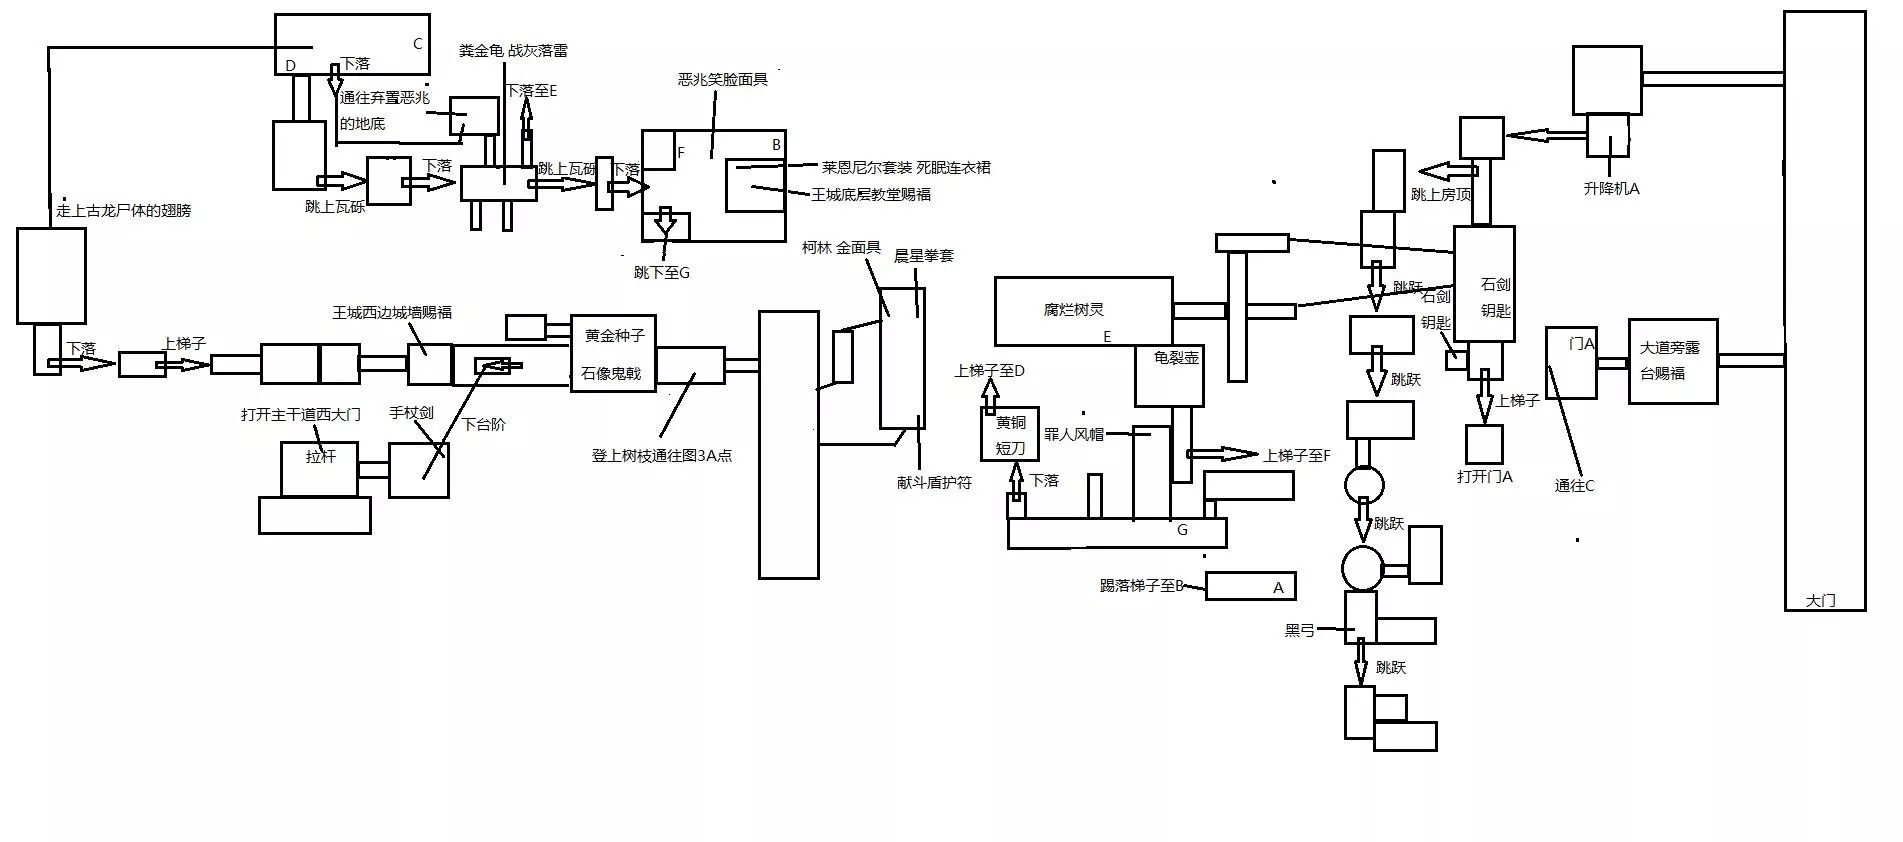 C
D
下落
通往弃置恶兆
的地底
粪金龟 战灰落雷
下落至E
恶兆笑脸面具
F
B
莱恩尼尔套装 死眠连衣裙
王城底层教堂赐福
跳上瓦砾
下落
跳上瓦砾
下落
跳下至G
走上古龙尸体的翅膀
下落
上梯子
王城西边城墙赐福
黄金种子
石像鬼戟
打开主干道西大门
拉杆
手杖剑
下台阶
登上树枝通往图3A点
柯林 金面具
晨星拳套
献斗盾护符
腐烂树灵
E
龟裂壶
上梯子至D
黄铜
短刀
罪人风帽
下落
上梯子至F
G
踢落梯子至B
A
升降机A
跳上房顶
跳跃
石剑
钥匙
石剑
钥匙
跳跃
上梯子
打开门A
门A
大道旁露
台赐福
通往C
跳跃
黑弓
跳跃
大门